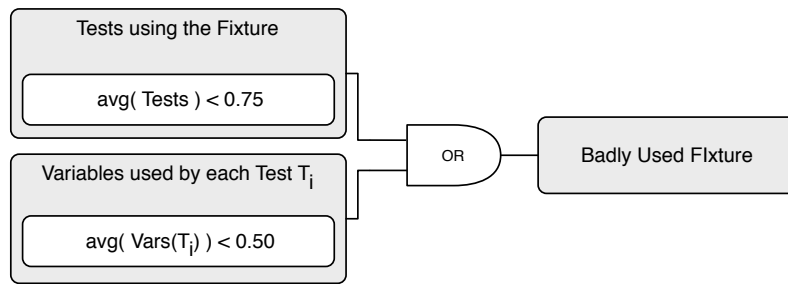 Tests using the Fixture
avg( Tests ) < 0.75
Variables used by each Test Ti
avg( Vars(Ti) ) < 0.50
OR
Badly Used FIxture